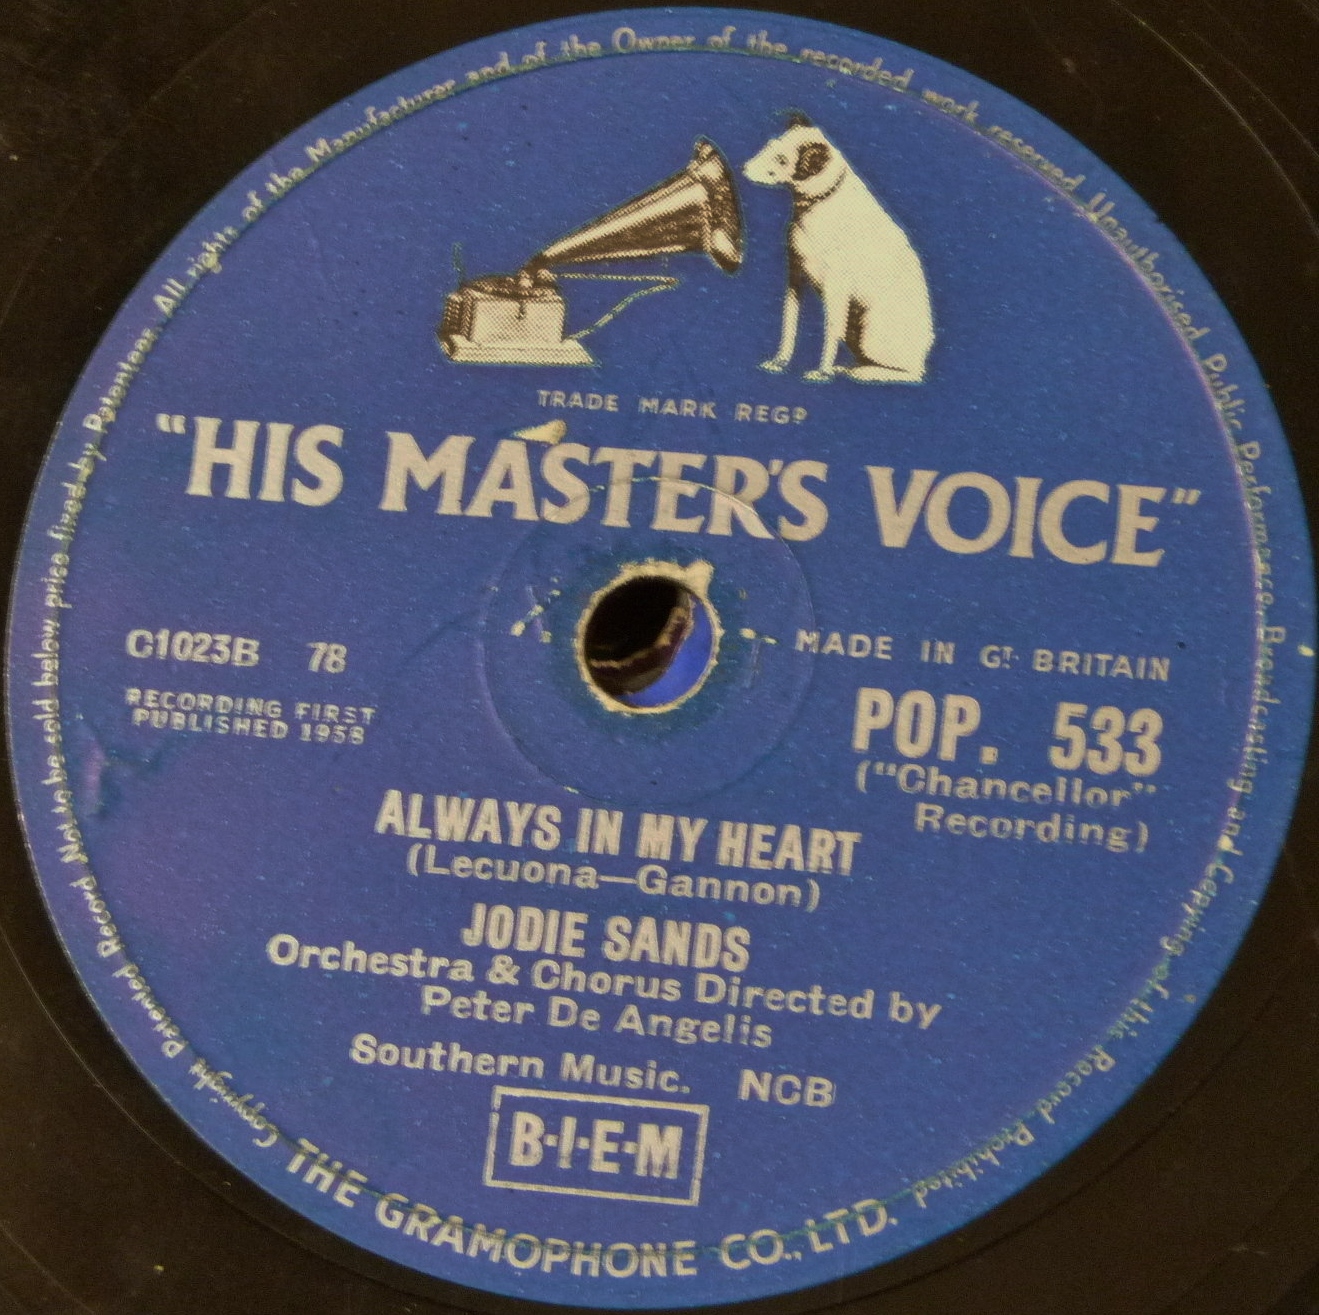 Copyright Patented Record Not to be sold below price fixed by Patentees. All rights of the Manufacturer and of the Owner of the recorded work reserved Unauthorised Public Performance Broadcasting and Copying of this Record Prohibited
TRADE MARK REGD
"HIS MASTER'S VOICE"
C1023B 78
MADE IN GT. BRITAIN
RECORDING FIRST
PUBLISHED 1958
POP. 533
("Chancellor"
Recording)
ALWAYS IN MY HEART
(Lecuona—Gannon)
JODIE SANDS
Orchestra & Chorus Directed by
Peter De Angelis
Southern Music. NCB
B·I·E·M
THE GRAMOPHONE CO., LTD.